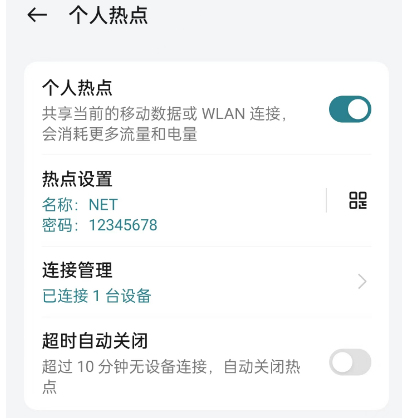 个人热点
个人热点
共享当前的移动数据或 WLAN 连接，
会消耗更多流量和电量
热点设置
名称：NET
密码：12345678
连接管理
已连接 1 台设备
超时自动关闭
超过 10 分钟无设备连接，自动关闭热
点